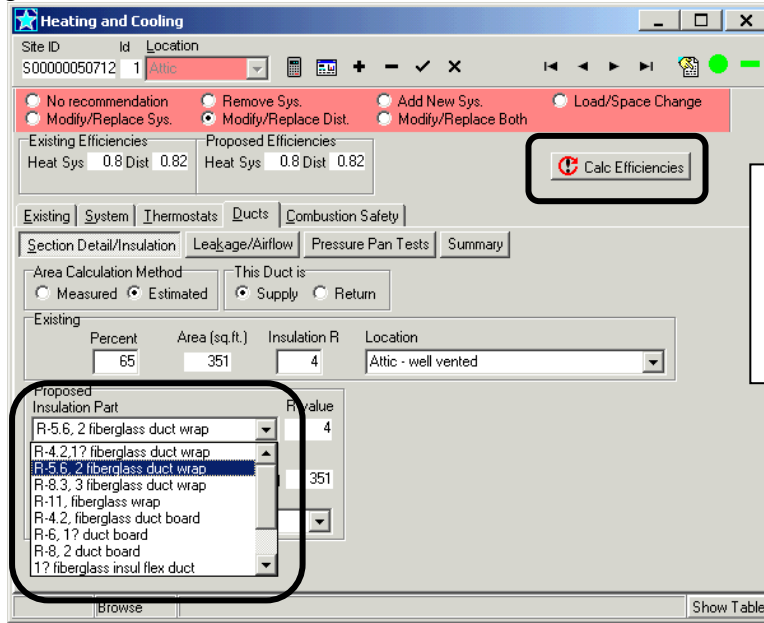 Heating and Cooling
Site ID Id Location
S00000050712 1 Attic
No recommendation Remove Sys. Add New Sys. Load/Space Change
Modify/Replace Sys. Modify/Replace Dist. Modify/Replace Both
Existing Efficiencies Proposed Efficiencies
Heat Sys 0.8 Dist 0.82 Heat Sys 0.8 Dist 0.82
Calc Efficiencies
Existing System Thermostats Ducts Combustion Safety
Section Detail/Insulation Leakage/Airflow Pressure Pan Tests Summary
Area Calculation Method This Duct is
Measured Estimated Supply Return
Existing
Percent Area (sq.ft.) Insulation R Location
65 351 4 Attic - well vented
Proposed
Insulation Part R value
R-5.6, 2 fiberglass duct wrap 4
R-4.2,1? fiberglass duct wrap
R-5.6, 2 fiberglass duct wrap
R-8.3, 3 fiberglass duct wrap 351
R-11, fiberglass wrap
R-4.2, fiberglass duct board
R-6, 1? duct board
R-8, 2 duct board
1? fiberglass insul flex duct
Browse Show Table